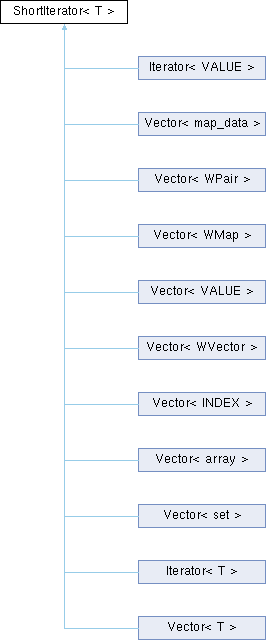 ShortIterator< T >
Iterator< VALUE >
Vector< map_data >
Vector< WPair >
Vector< WMap >
Vector< VALUE >
Vector< WVector >
Vector< INDEX >
Vector< array >
Vector< set >
Iterator< T >
Vector< T >